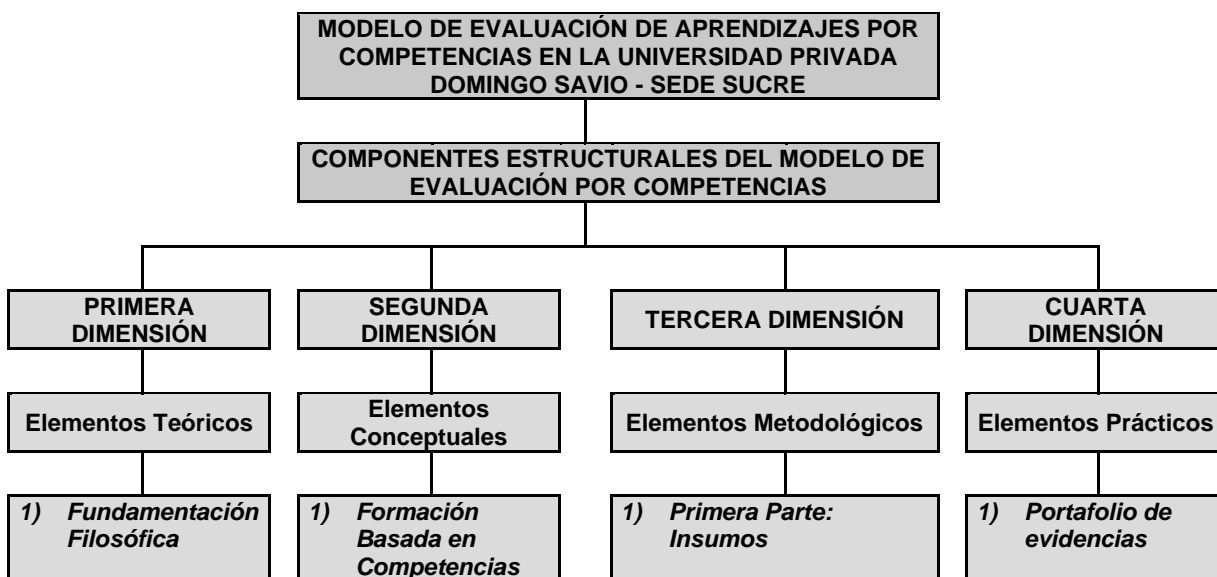 MODELO DE EVALUACIÓN DE APRENDIZAJES POR
COMPETENCIAS EN LA UNIVERSIDAD PRIVADA
DOMINGO SAVIO - SEDE SUCRE
COMPONENTES ESTRUCTURALES DEL MODELO DE
EVALUACIÓN POR COMPETENCIAS
PRIMERA
DIMENSIÓN
SEGUNDA
DIMENSIÓN
TERCERA DIMENSIÓN
CUARTA
DIMENSIÓN
Elementos Teóricos
Elementos
Conceptuales
Elementos Metodológicos
Elementos Prácticos
1) Fundamentación
Filosófica
1) Formación
Basada en
Competencias
1) Primera Parte:
Insumos
1) Portafolio de
evidencias